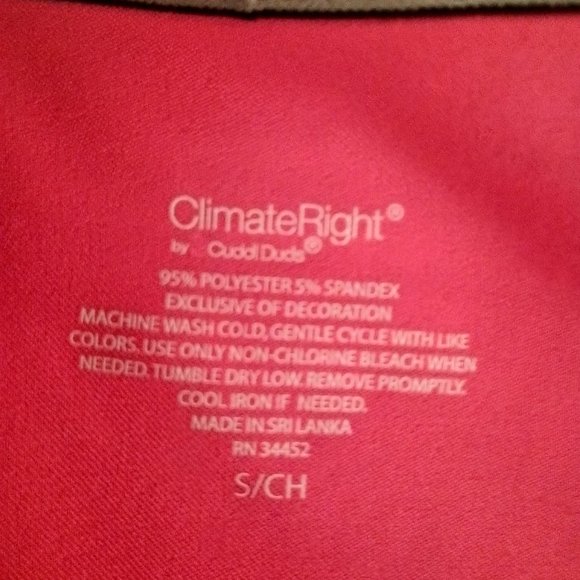 ClimateRight®
by Cuddl Duds®
95% POLYESTER 5% SPANDEX
EXCLUSIVE OF DECORATION
MACHINE WASH COLD, GENTLE CYCLE WITH LIKE
COLORS. USE ONLY NON-CHLORINE BLEACH WHEN
NEEDED. TUMBLE DRY LOW. REMOVE PROMPTLY.
COOL IRON IF NEEDED.
MADE IN SRI LANKA
RN 34452
S/CH